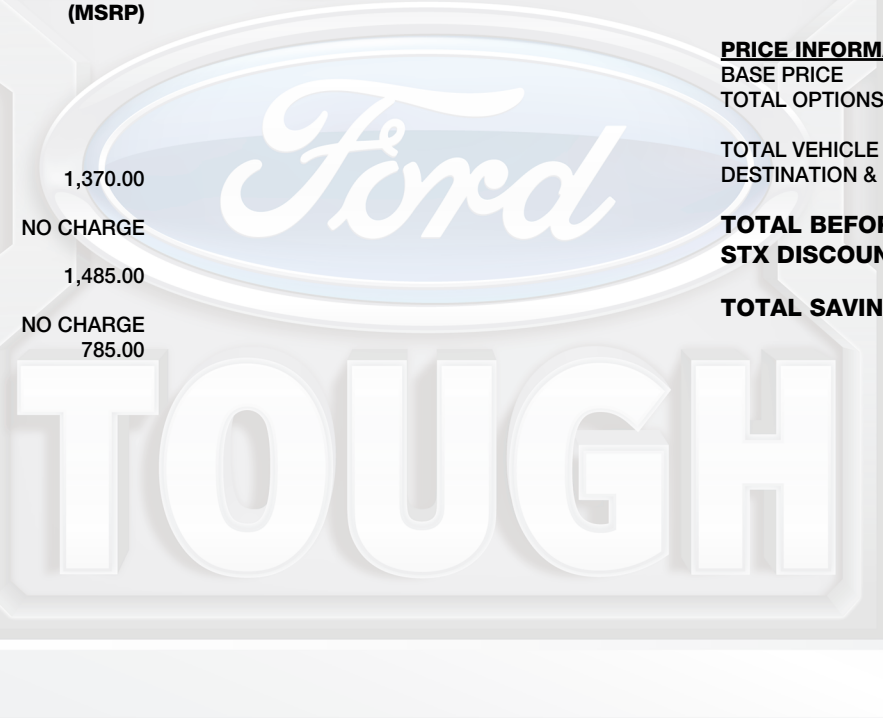 (MSRP)
1,370.00
NO CHARGE
1,485.00
NO CHARGE
785.00
PRICE INFORM
BASE PRICE
TOTAL OPTIONS
TOTAL VEHICLE
DESTINATION &
TOTAL BEFOR
STX DISCOUN
TOTAL SAVIN
Ford
TOUGH